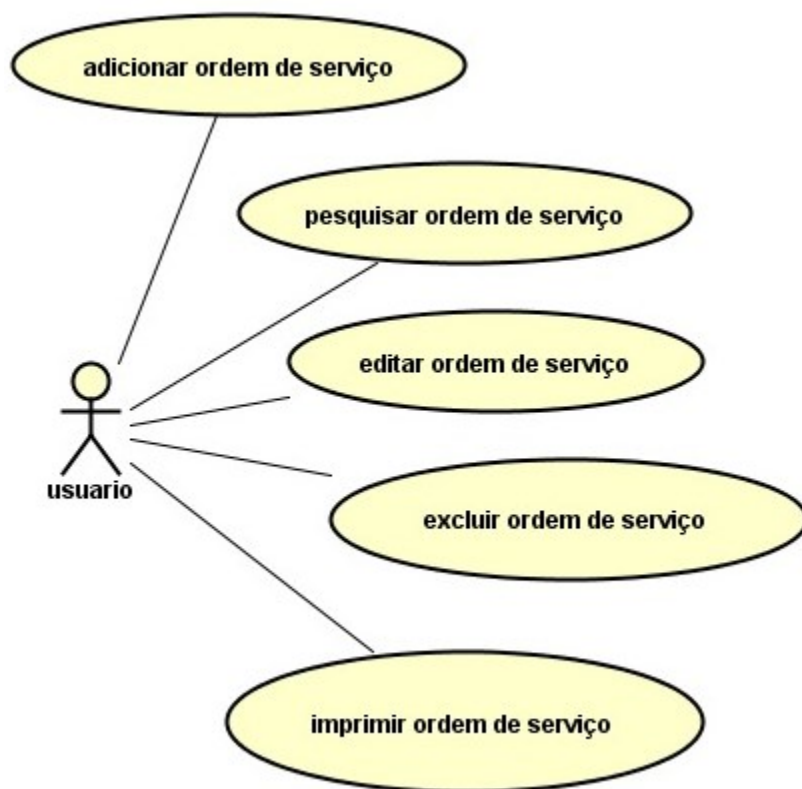 adicionar ordem de serviço
pesquisar ordem de serviço
editar ordem de serviço
usuario
excluir ordem de serviço
imprimir ordem de serviço